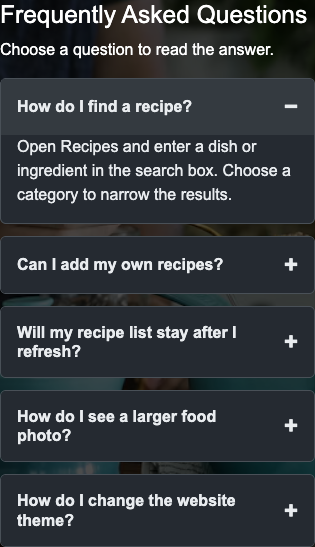 Frequently Asked Questions
Choose a question to read the answer.
How do I find a recipe?
Open Recipes and enter a dish or
ingredient in the search box. Choose a
category to narrow the results.
Can I add my own recipes?
Will my recipe list stay after I
refresh?
How do I see a larger food
photo?
How do I change the website
theme?